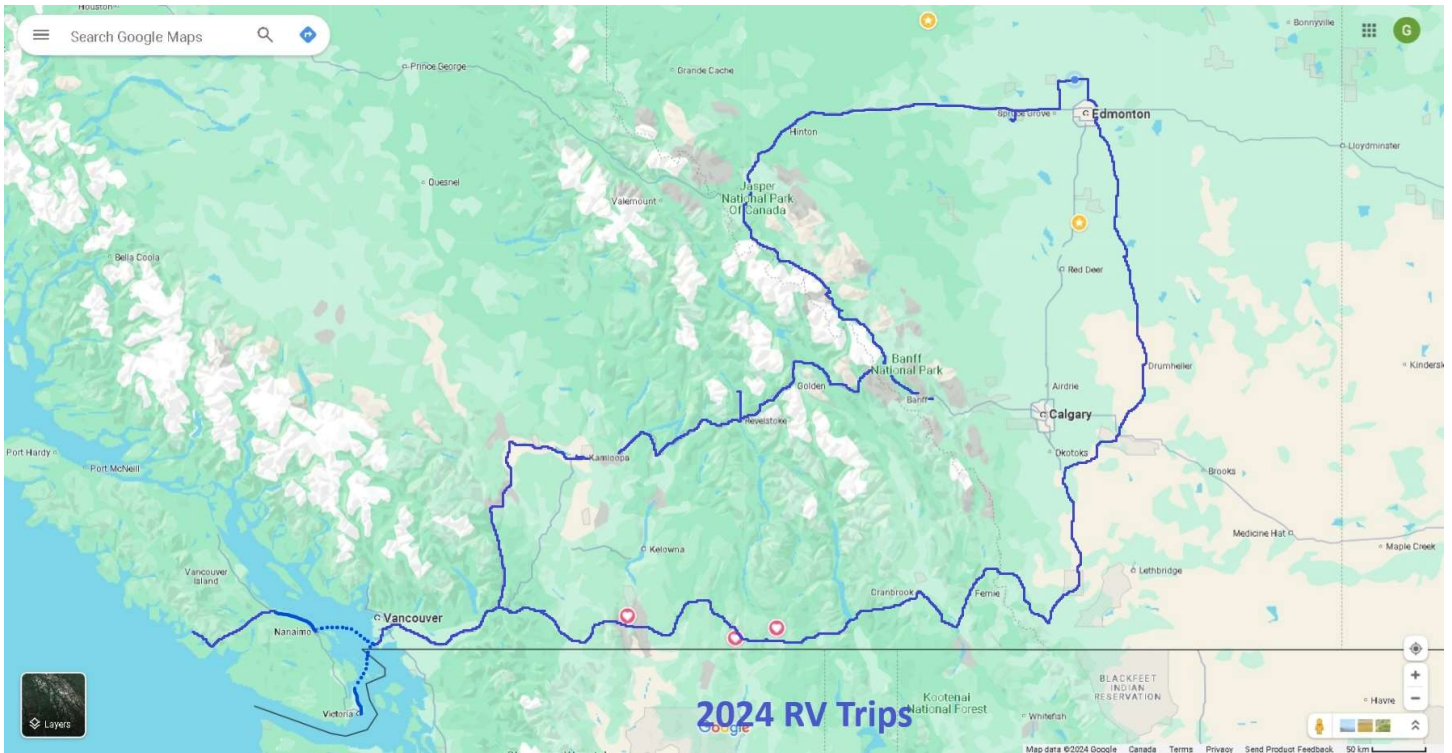 Houston
Search Google Maps
G
Bonnyville
Prince George
Grande Cache
Hinton
Spruce Grove
Edmonton
Lloydminster
Quesnel
Jasper
National Park
Of Canada
Valemount
Bella Coola
Red Deer
Banff
National Park
Drumheller
Golden
Airdrie
Banff
Calgary
Revelstoke
Port Hardy
Kamloops
Okotoks
Port McNeill
Brooks
Medicine Hat
Maple Creek
Kelowna
Vancouver
Island
Lethbridge
Cranbrook
Fernie
Vancouver
Nanaimo
BLACKFEET
INDIAN
RESERVATION
Kootenai
National Forest
Havre
Victoria
Whitefish
Layers
2024 RV Trips
Google
Map data ©2024 Google Canada Terms Privacy Send Product Feedback 50 km